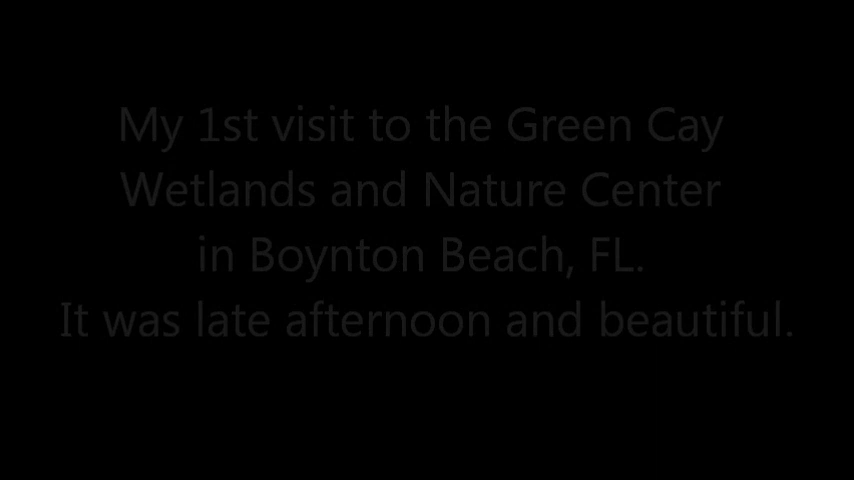 My 1st visit to the Green Cay
Wetlands and Nature Center
in Boynton Beach, FL.
It was late afternoon and beautiful.